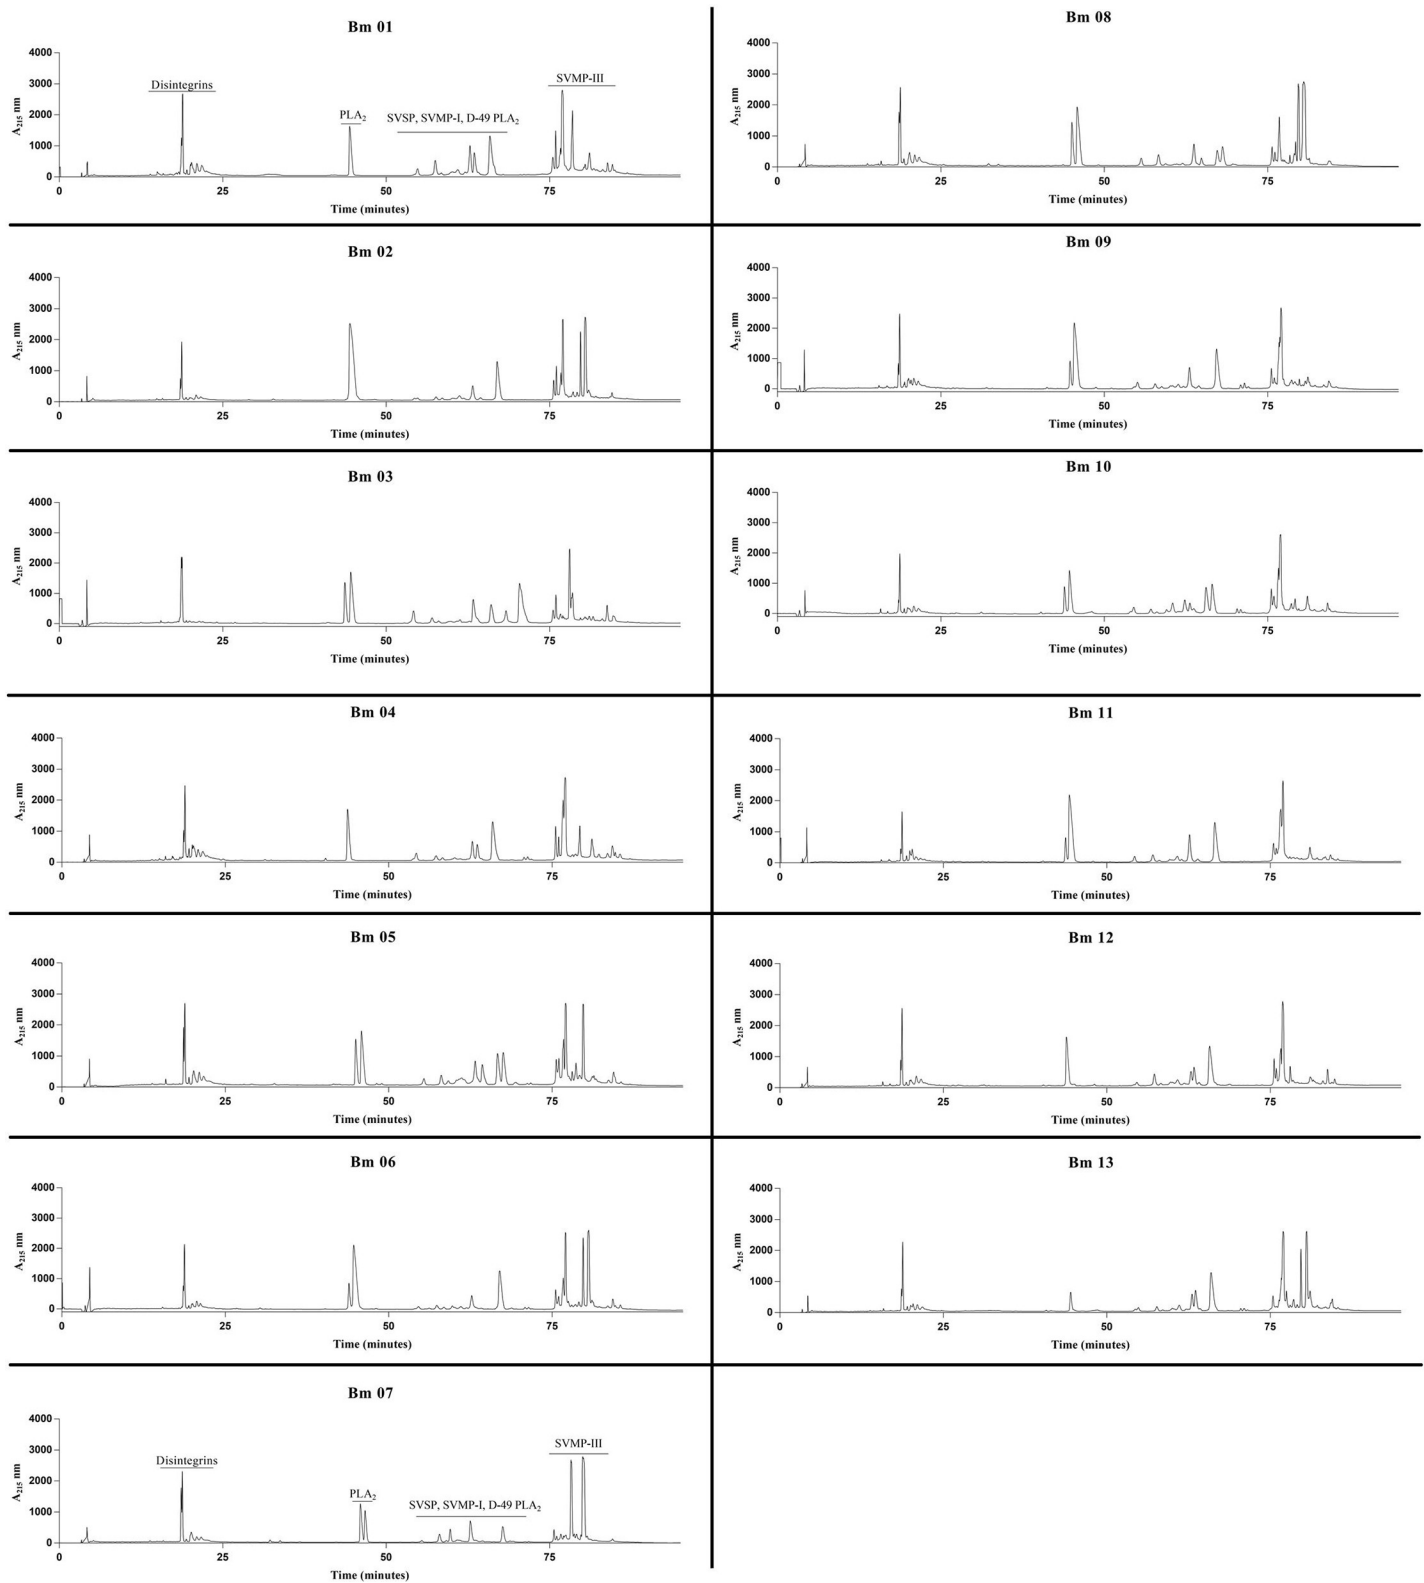 Bm 01
4000
3000
2000
1000
0
A215 nm
Disintegrins
PLA2
SVSP, SVMP-I, D-49 PLA2
SVMP-III
0 25 50 75
Time (minutes)
Bm 02
4000
3000
2000
1000
0
A215 nm
0 25 50 75
Time (minutes)
Bm 03
4000
3000
2000
1000
0
A215 nm
0 25 50 75
Time (minutes)
Bm 04
4000
3000
2000
1000
0
A215 nm
0 25 50 75
Time (minutes)
Bm 05
4000
3000
2000
1000
0
A215 nm
0 25 50 75
Time (minutes)
Bm 06
4000
3000
2000
1000
0
A215 nm
0 25 50 75
Time (minutes)
Bm 07
4000
3000
2000
1000
0
A215 nm
Disintegrins
PLA2
SVSP, SVMP-I, D-49 PLA2
SVMP-III
0 25 50 75
Time (minutes)
Bm 08
4000
3000
2000
1000
0
A215 nm
0 25 50 75
Time (minutes)
Bm 09
4000
3000
2000
1000
0
A215 nm
0 25 50 75
Time (minutes)
Bm 10
4000
3000
2000
1000
0
A215 nm
0 25 50 75
Time (minutes)
Bm 11
4000
3000
2000
1000
0
A215 nm
0 25 50 75
Time (minutes)
Bm 12
4000
3000
2000
1000
0
A215 nm
0 25 50 75
Time (minutes)
Bm 13
4000
3000
2000
1000
0
A215 nm
0 25 50 75
Time (minutes)